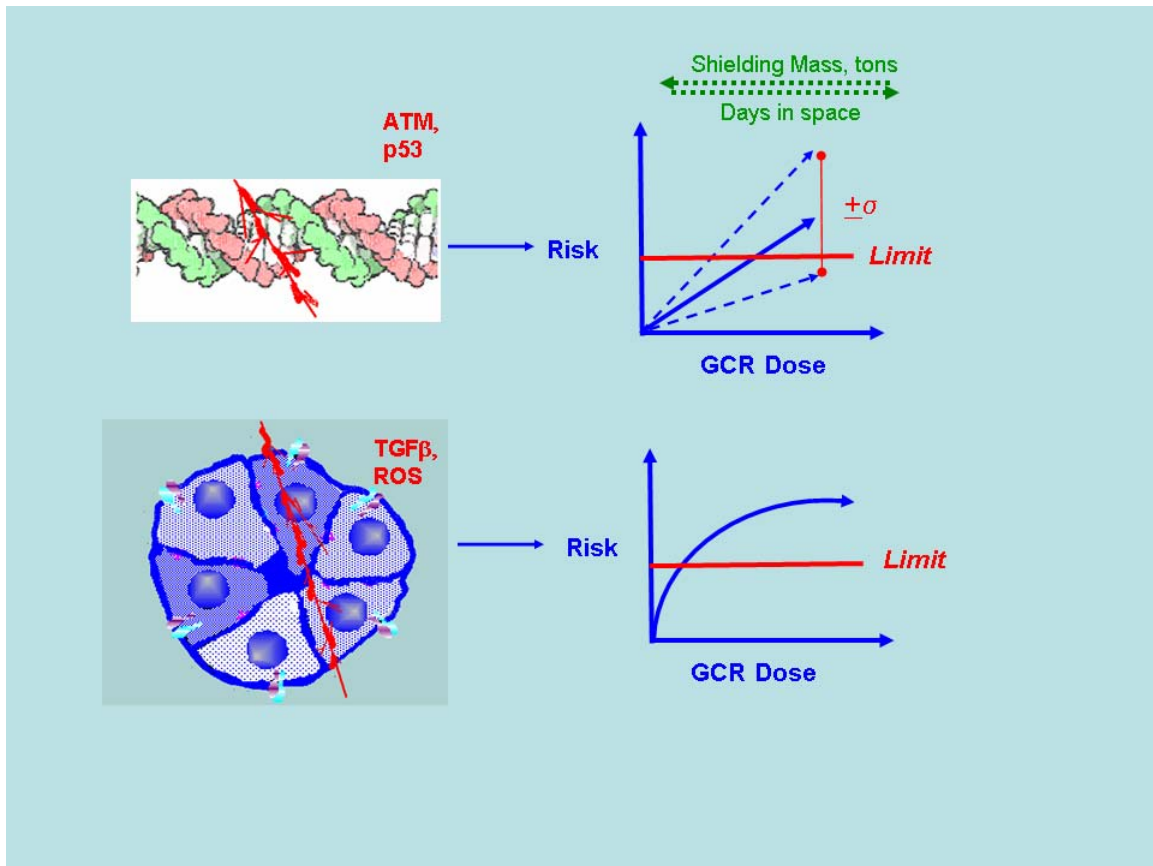 Shielding Mass, tons
Days in space
ATM,
p53
±σ
Risk
Limit
GCR Dose
TGFβ,
ROS
Risk
Limit
GCR Dose